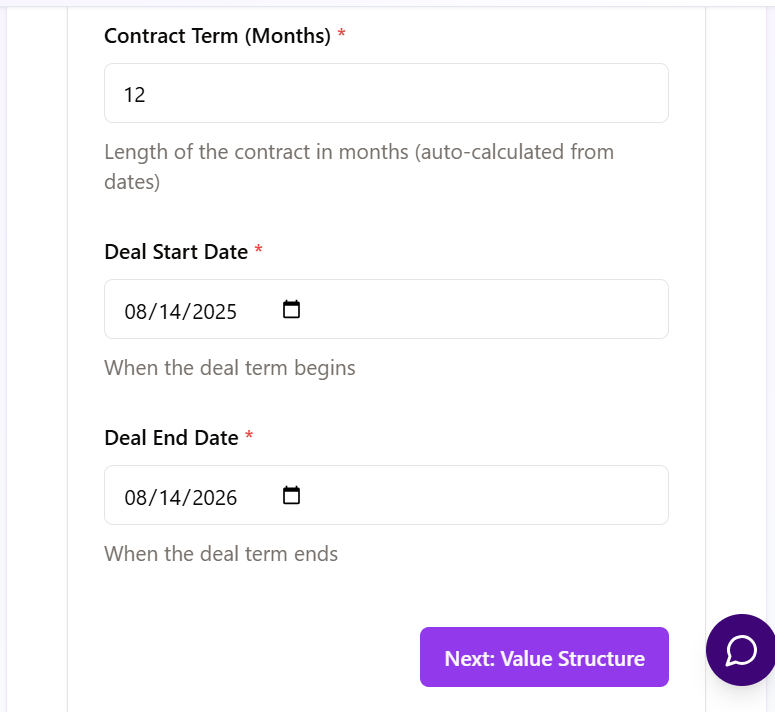 Contract Term (Months) *
12
Length of the contract in months (auto-calculated from
dates)
Deal Start Date *
08/14/2025
When the deal term begins
Deal End Date *
08/14/2026
When the deal term ends
Next: Value Structure